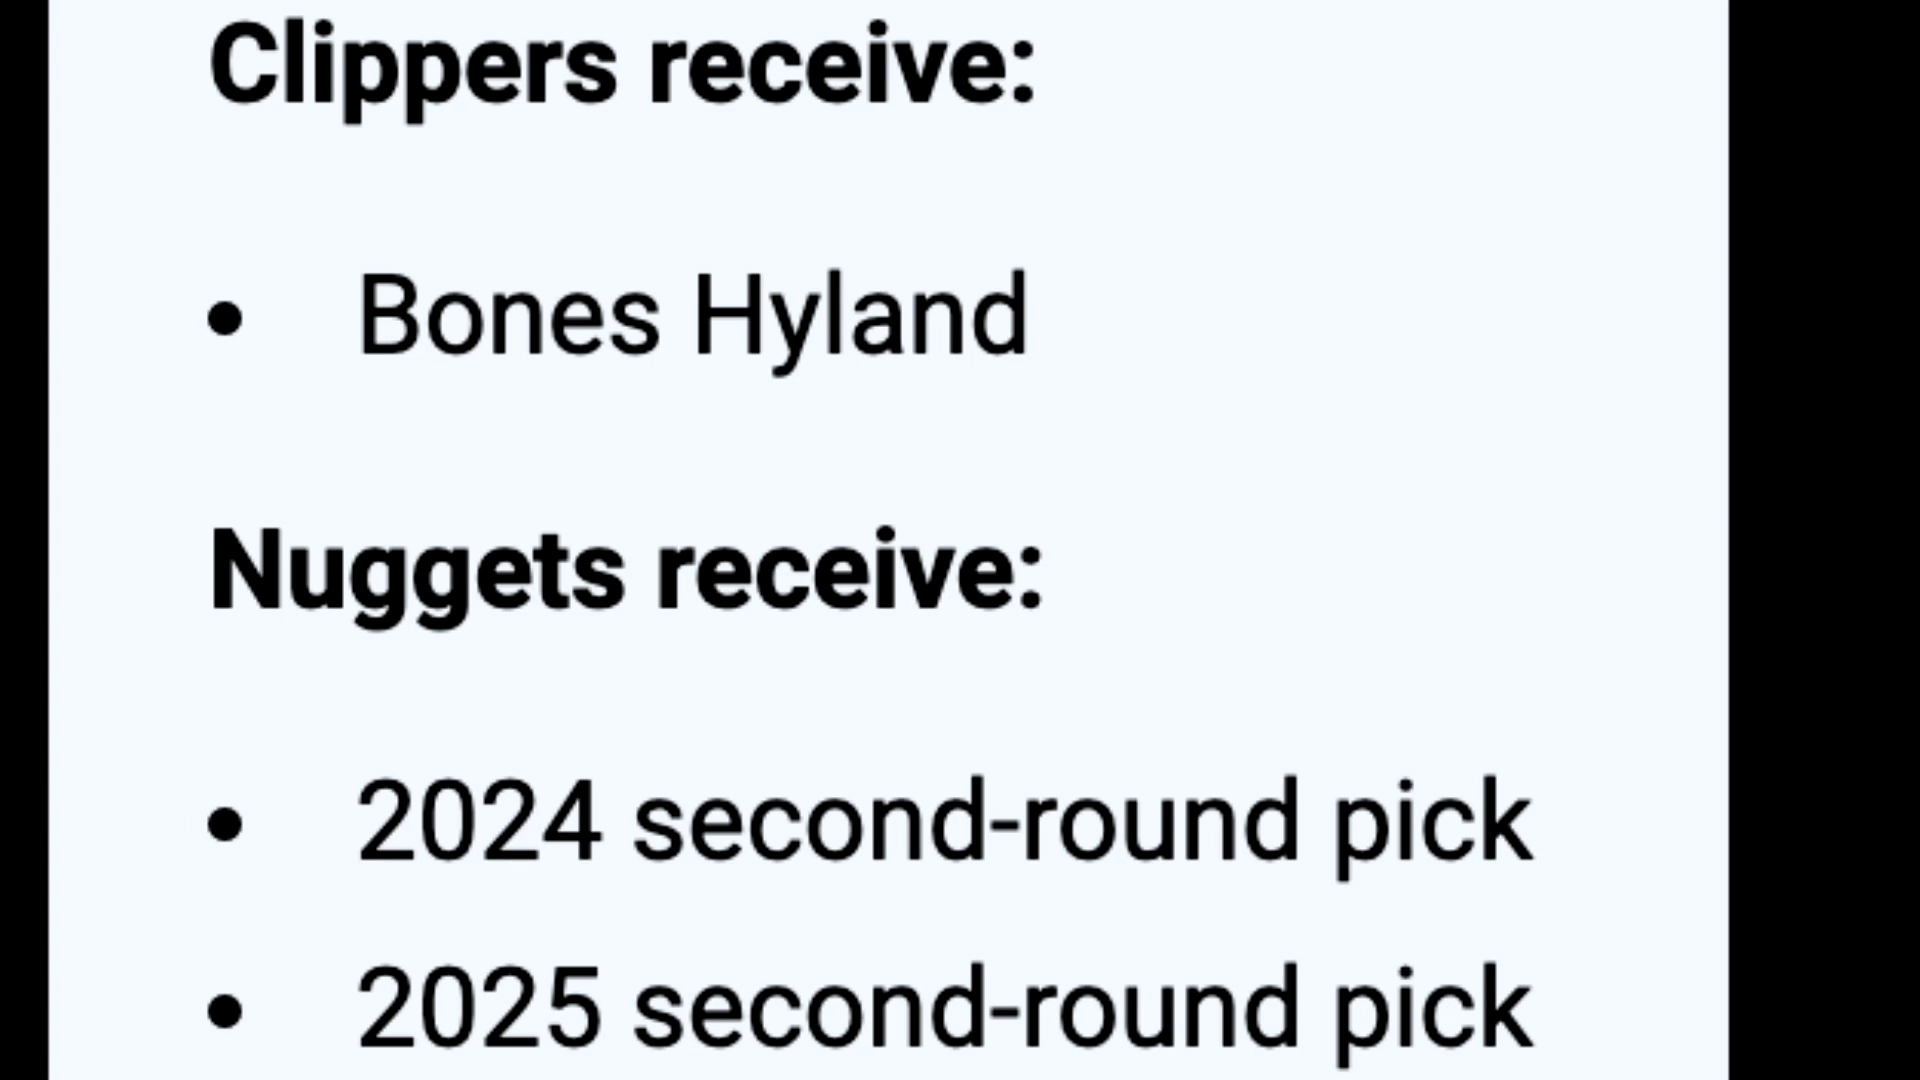 Clippers receive:
• Bones Hyland
Nuggets receive:
• 2024 second-round pick
• 2025 second-round pick